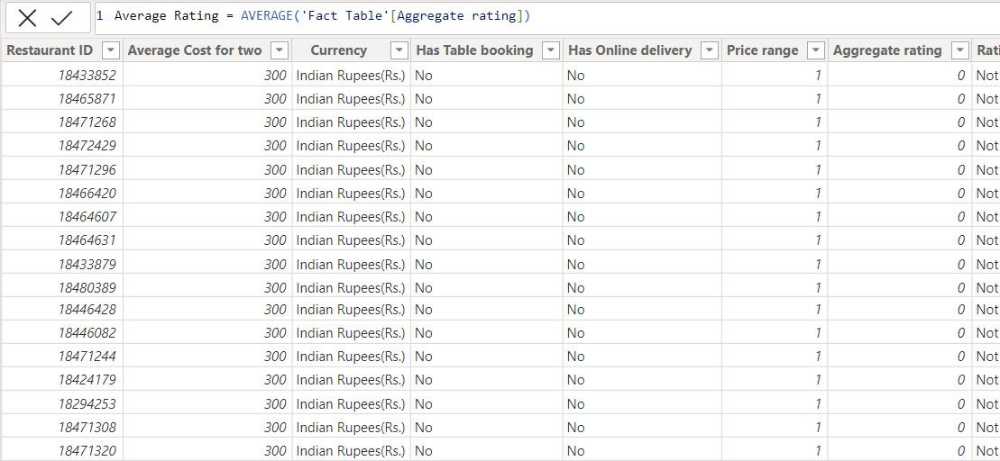 1 Average Rating = AVERAGE('Fact Table'[Aggregate rating])
Restaurant ID Average Cost for two Currency Has Table booking Has Online delivery Price range Aggregate rating Rati
18433852 300 Indian Rupees(Rs.) No No 1 0 Not
18465871 300 Indian Rupees(Rs.) No No 1 0 Not
18471268 300 Indian Rupees(Rs.) No No 1 0 Not
18472429 300 Indian Rupees(Rs.) No No 1 0 Not
18471296 300 Indian Rupees(Rs.) No No 1 0 Not
18466420 300 Indian Rupees(Rs.) No No 1 0 Not
18464607 300 Indian Rupees(Rs.) No No 1 0 Not
18464631 300 Indian Rupees(Rs.) No No 1 0 Not
18433879 300 Indian Rupees(Rs.) No No 1 0 Not
18480389 300 Indian Rupees(Rs.) No No 1 0 Not
18446428 300 Indian Rupees(Rs.) No No 1 0 Not
18446082 300 Indian Rupees(Rs.) No No 1 0 Not
18471244 300 Indian Rupees(Rs.) No No 1 0 Not
18424179 300 Indian Rupees(Rs.) No No 1 0 Not
18294253 300 Indian Rupees(Rs.) No No 1 0 Not
18471308 300 Indian Rupees(Rs.) No No 1 0 Not
18471320 300 Indian Rupees(Rs.) No No 1 0 Not